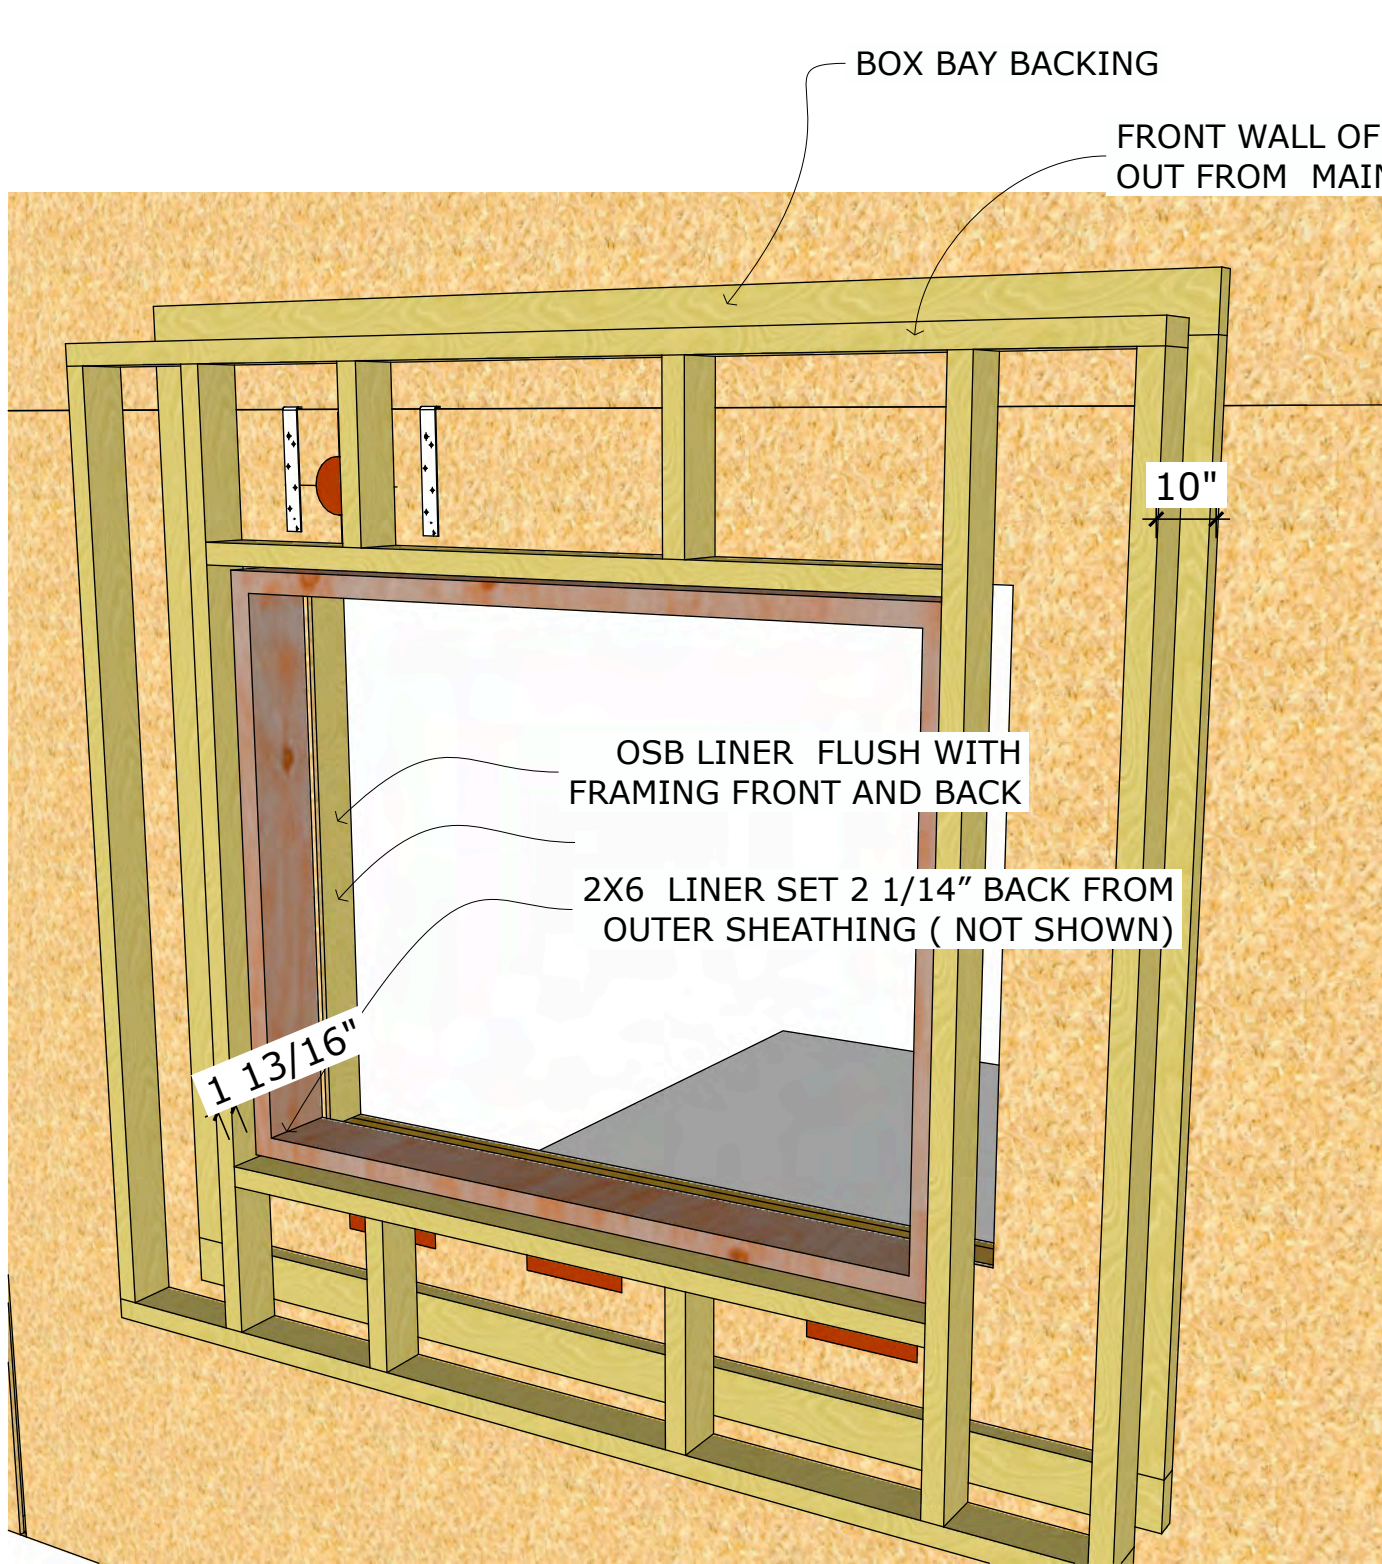 BOX BAY BACKING
FRONT WALL OF
OUT FROM  MAIN
10"
OSB LINER  FLUSH WITH
FRAMING FRONT AND BACK
2X6  LINER SET 2 1/14” BACK FROM
OUTER SHEATHING ( NOT SHOWN)
1 13/16"